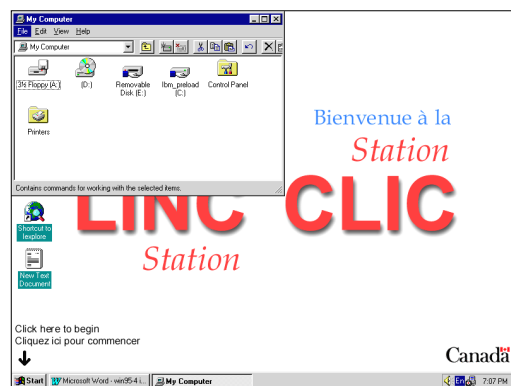 My Computer
File Edit View Help
My Computer
3½ Floppy (A:)
(D:)
Removable Disk (E:)
Ibm_preload (C:)
Control Panel
Printers
Contains commands for working with the selected items.
Bienvenue à la
Station
LINC CLIC
Station
Shortcut to Iexplore
New Text Document
Click here to begin
Cliquez ici pour commencer
Canada
Start
Microsoft Word - win95-4 i...
My Computer
En
7:07 PM